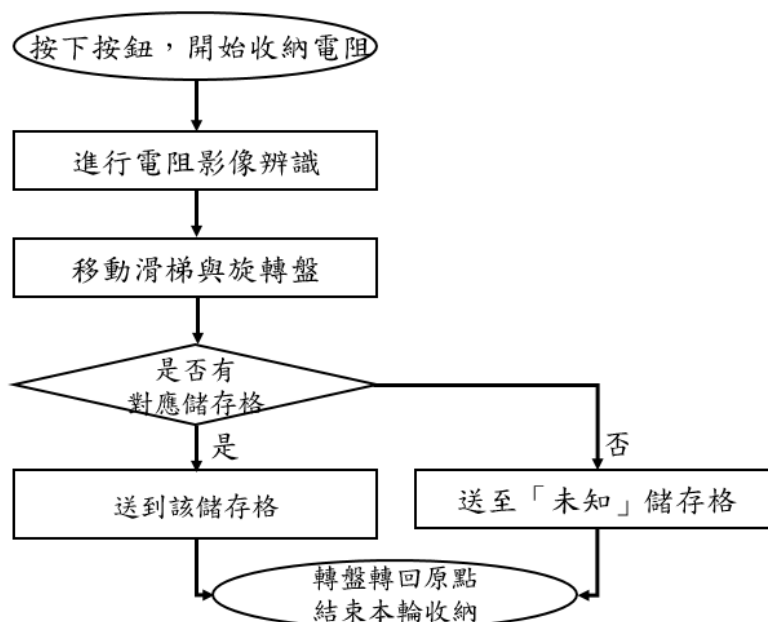 按下按鈕，開始收納電阻
進行電阻影像辨識
移動滑梯與旋轉盤
是否有
對應儲存格
是
否
送到該儲存格
送至「未知」儲存格
轉盤轉回原點
結束本輪收納